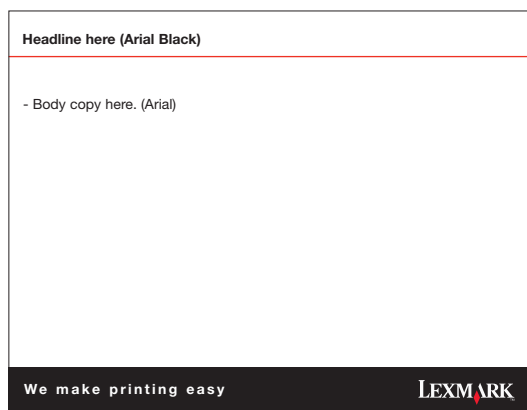 Headline here (Arial Black)
- Body copy here. (Arial)
We make printing easy
LEXMARK